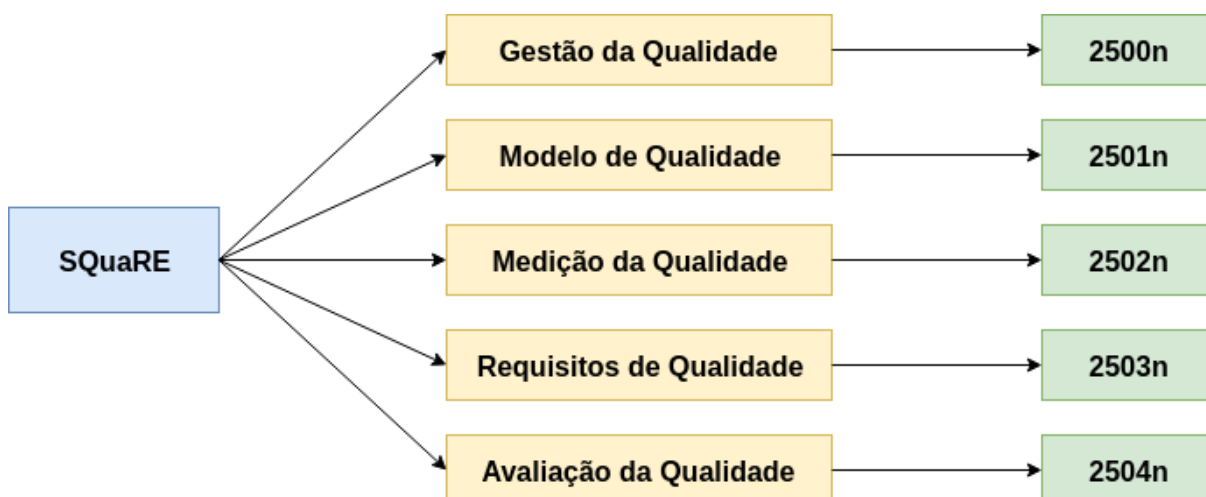 Gestão da Qualidade
2500n
Modelo de Qualidade
2501n
SQuaRE
Medição da Qualidade
2502n
Requisitos de Qualidade
2503n
Avaliação da Qualidade
2504n